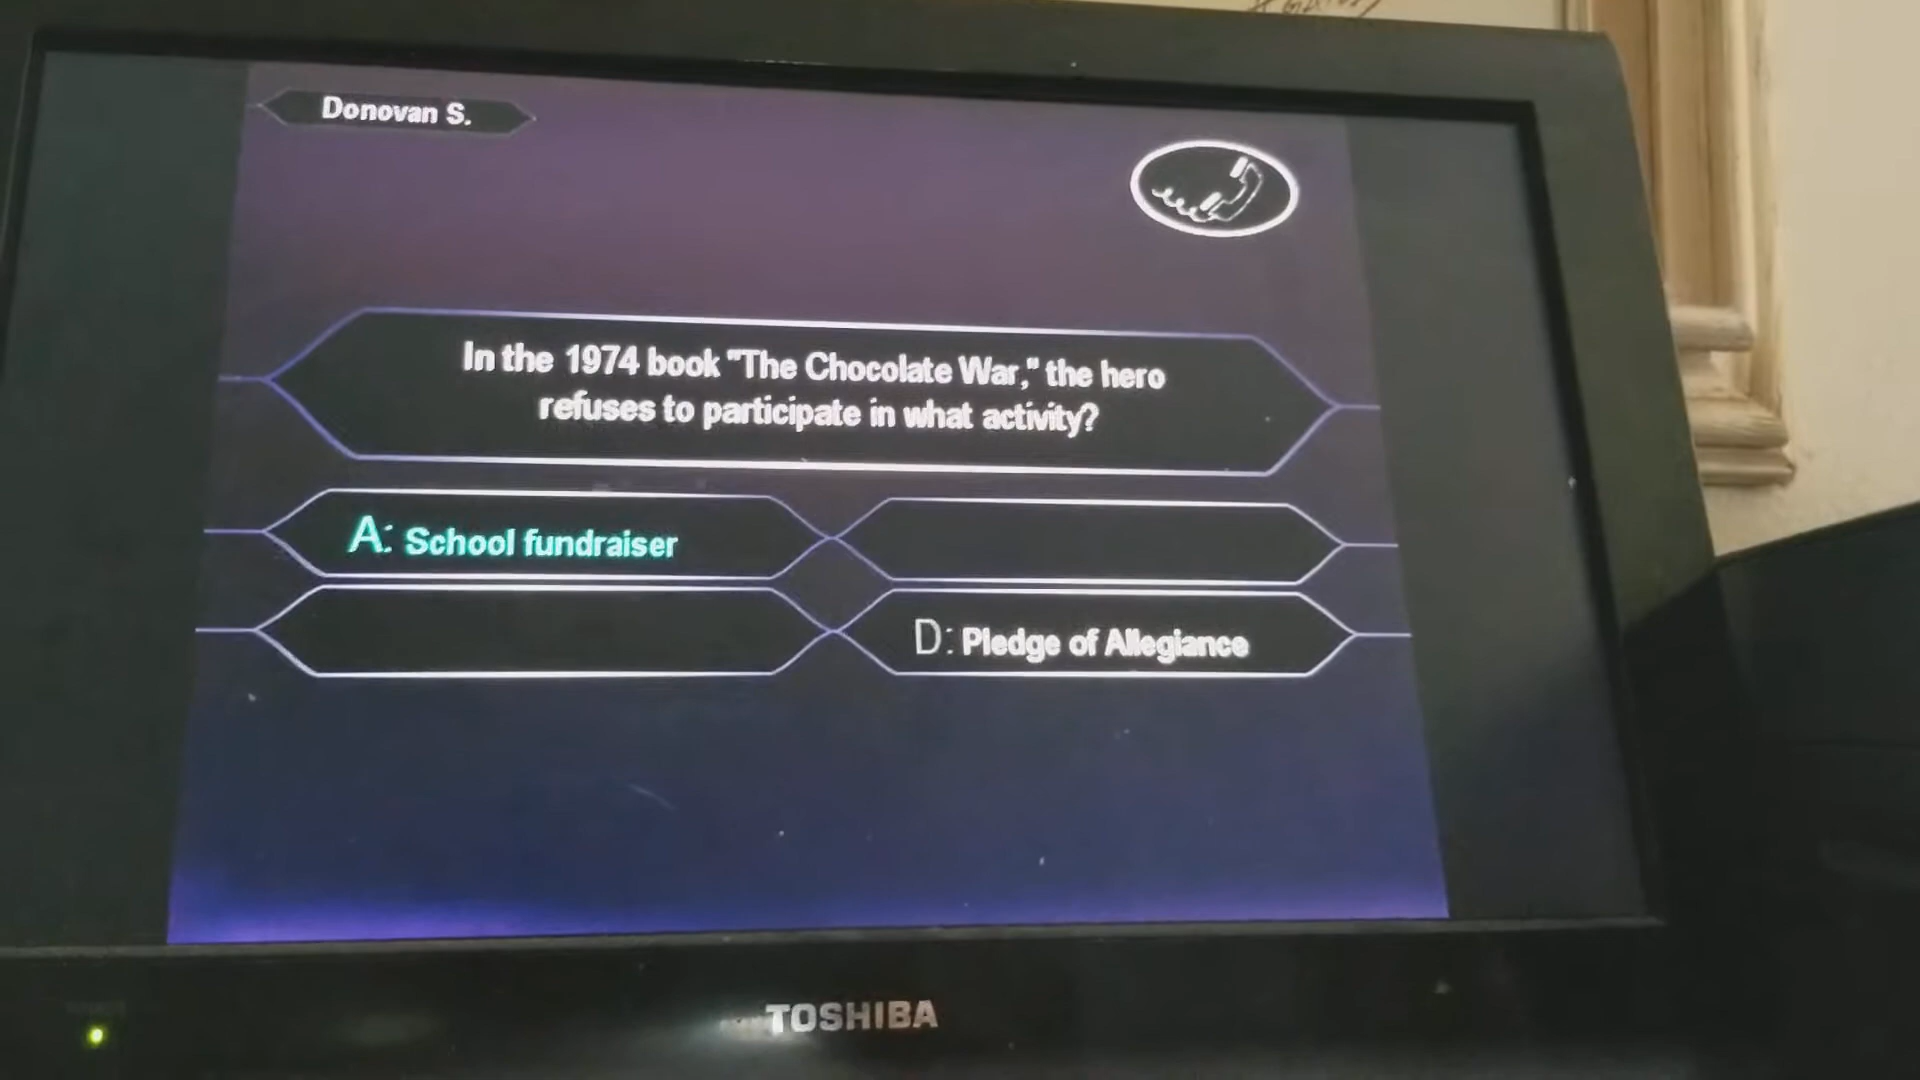 Donovan S.
In the 1974 book "The Chocolate War," the hero
refuses to participate in what activity?
A: School fundraiser
D: Pledge of Allegiance
TOSHIBA